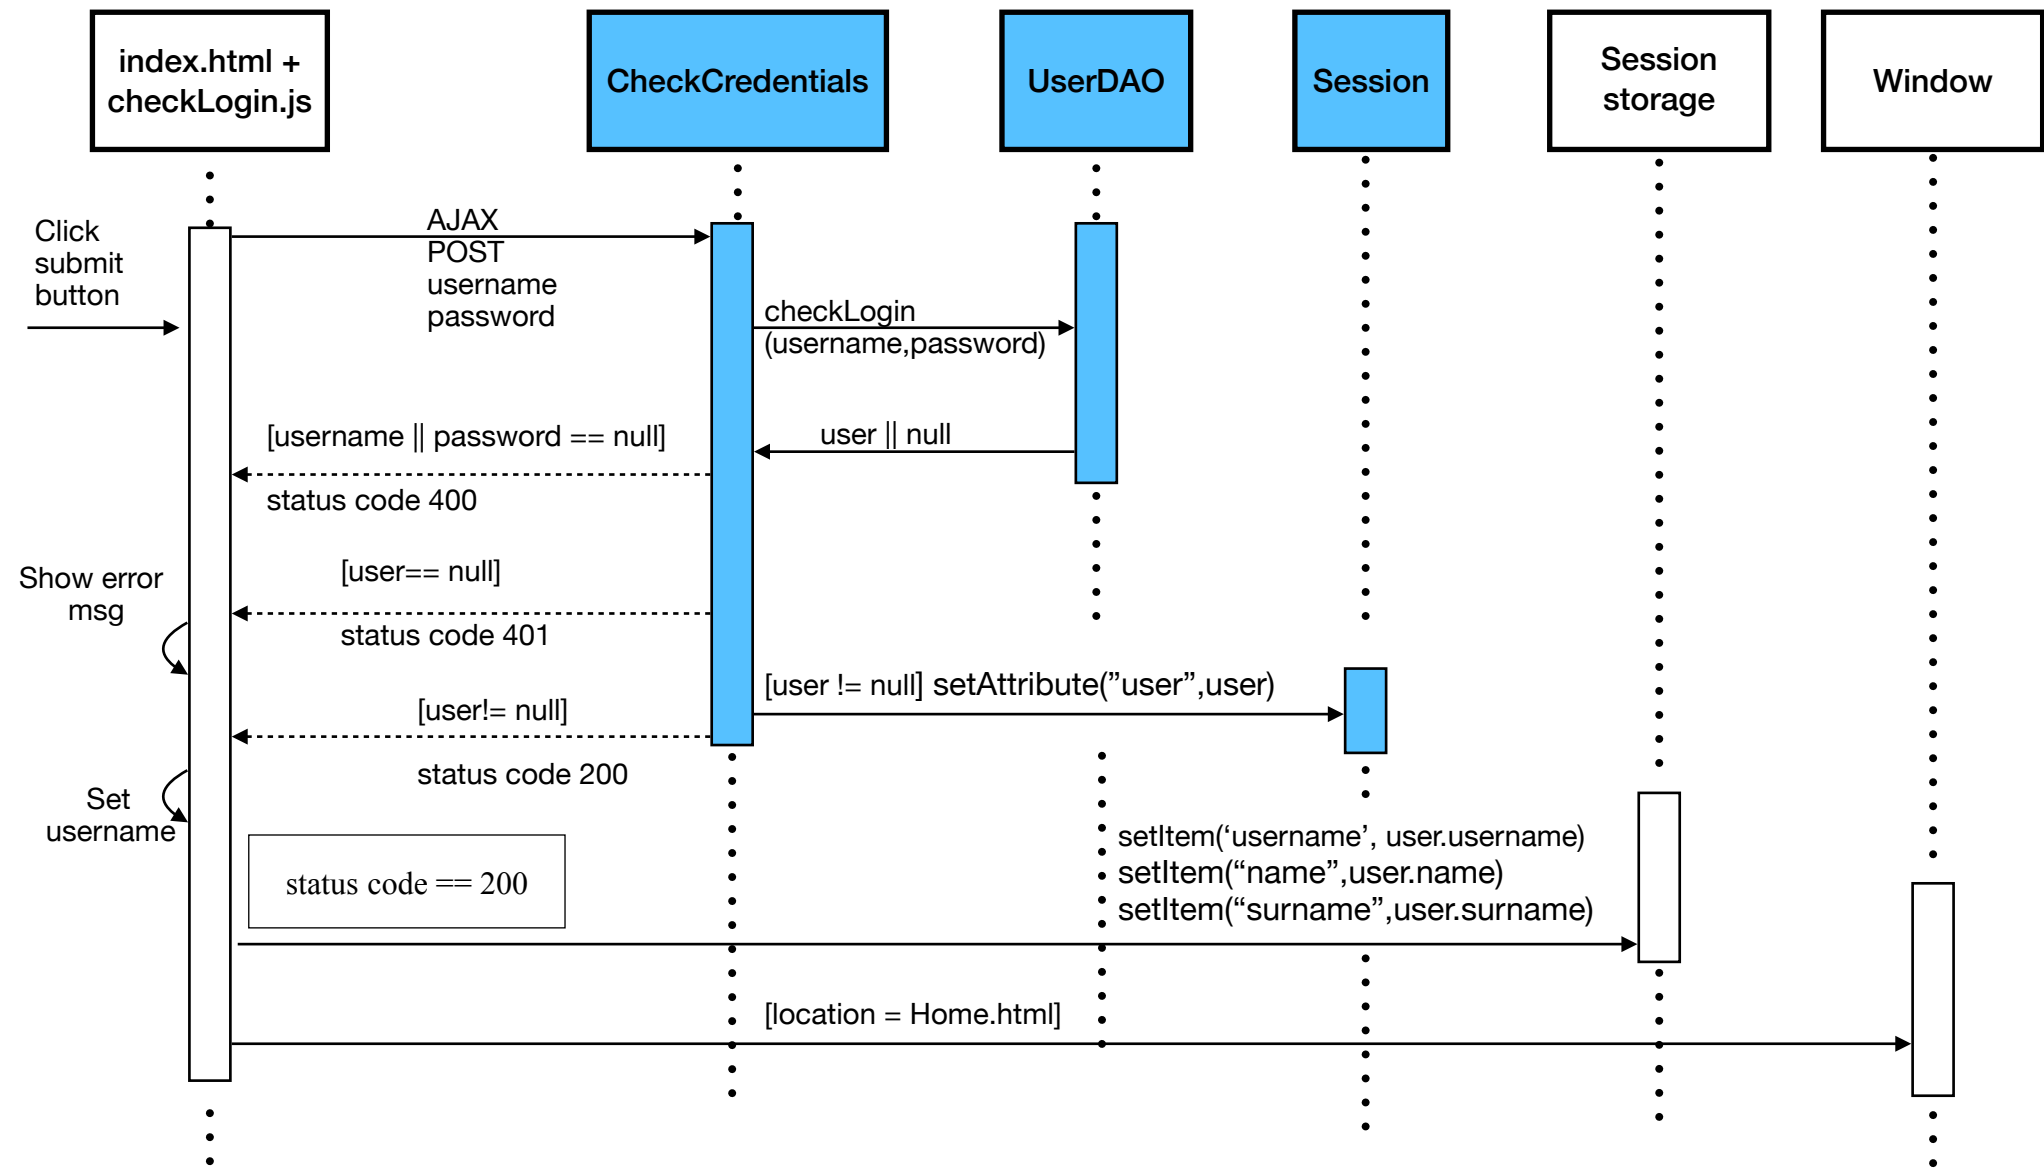 index.html +
checkLogin.js
CheckCredentials
UserDAO
Session
Session
storage
Window
Click
submit
button
AJAX
POST
username
password
checkLogin
(username,password)
[username || password == null]
user || null
status code 400
Show error
msg
[user== null]
status code 401
[user != null] setAttribute(”user”,user)
[user!= null]
status code 200
Set
username
status code == 200
setItem(‘username’, user.username)
setItem(“name”,user.name)
setItem(“surname”,user.surname)
[location = Home.html]